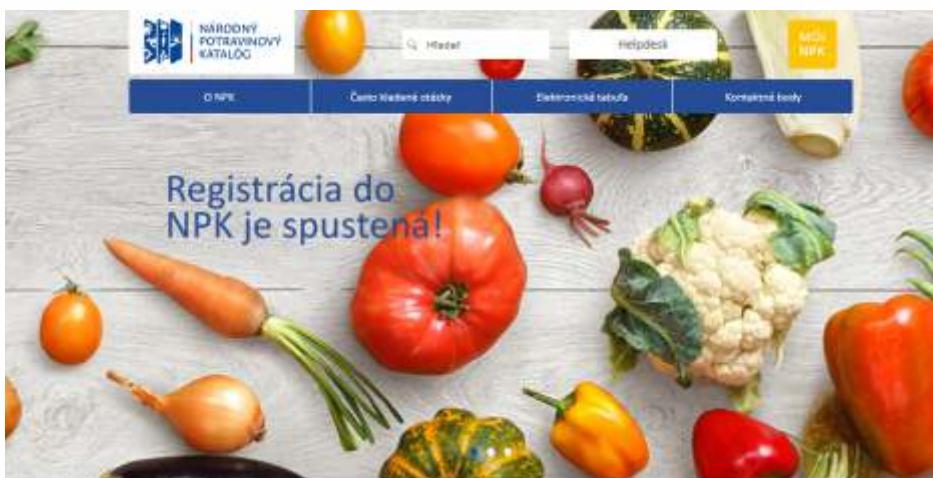 NÁRODNÝ
POTRAVINOVÝ
KATALÓG
Hľadať
Helpdesk
MÔJ
NPK
O NPK
Často kladené otázky
Elektronická tabuľa
Kontaktné body
Registrácia do
NPK je spustená!